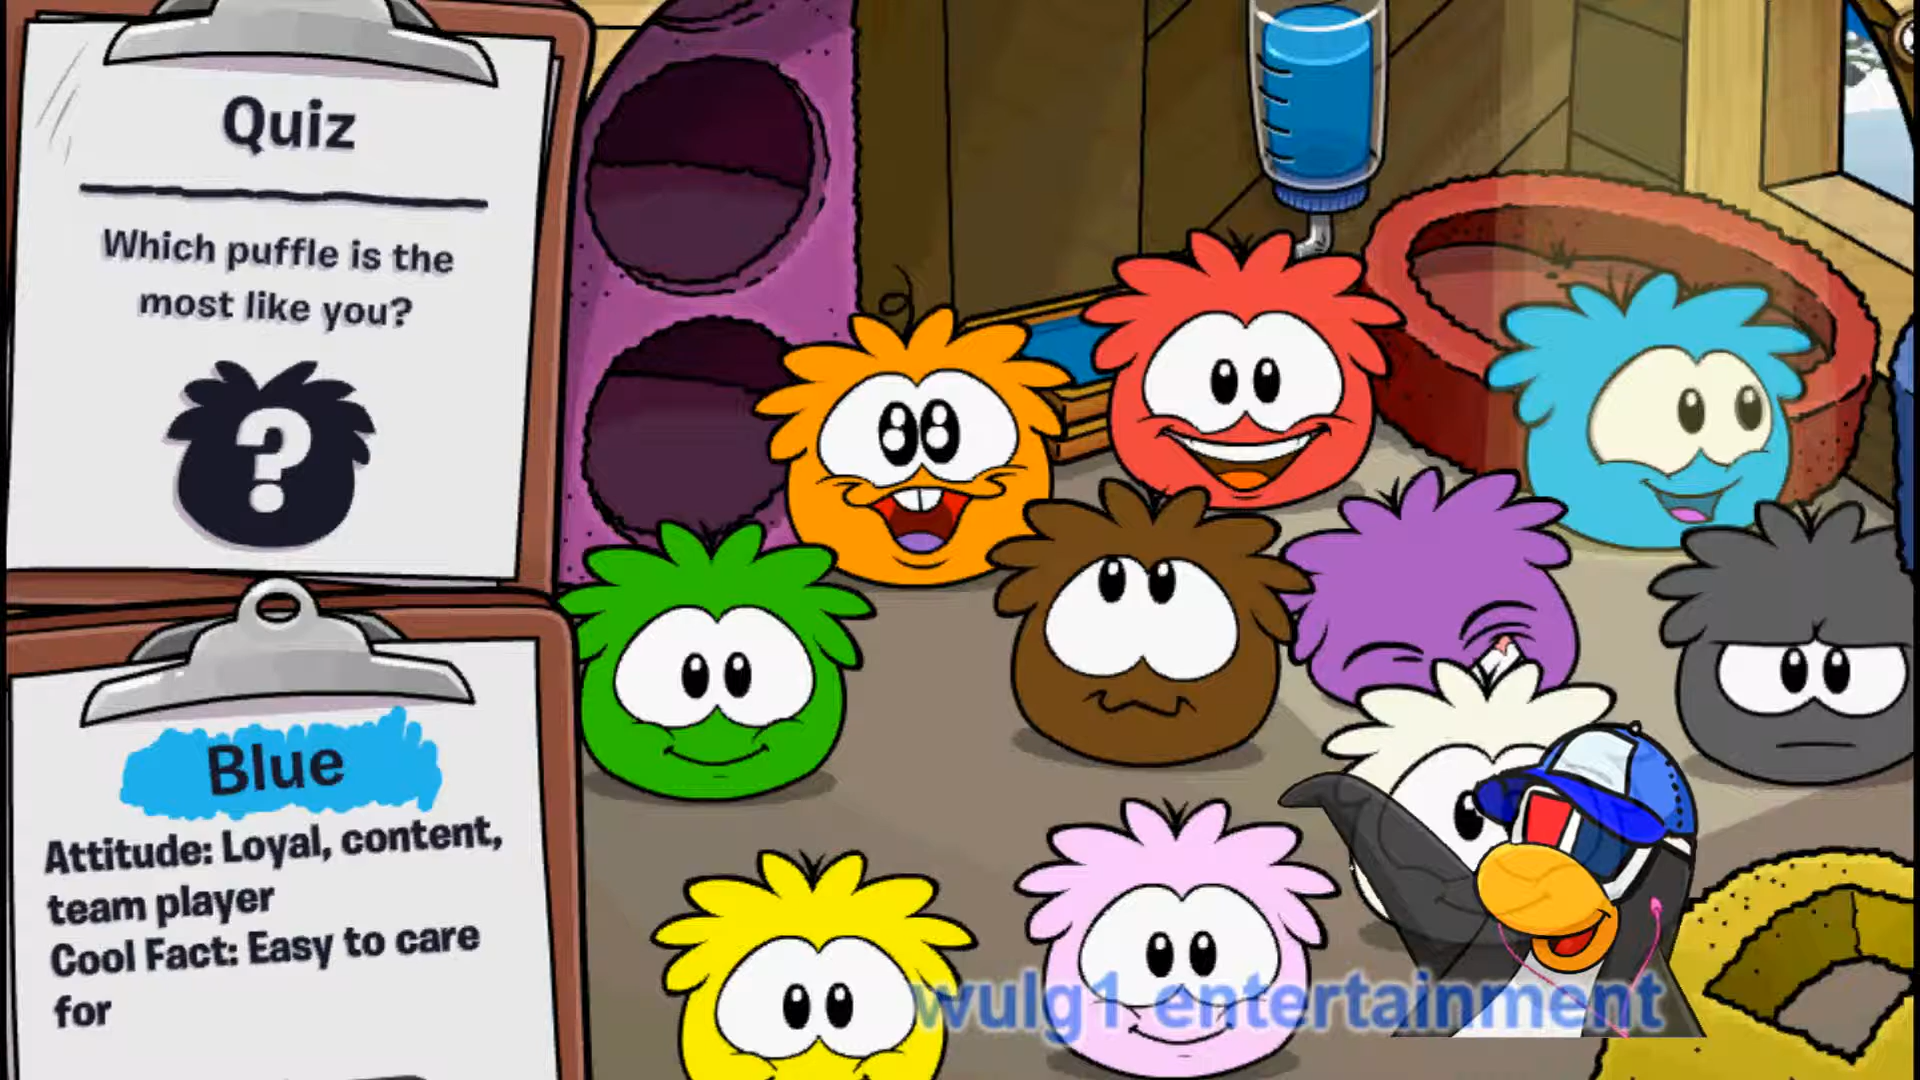 Quiz
Which puffle is the
most like you?
?
Blue
Attitude: Loyal, content,
team player
Cool Fact: Easy to care
for
wulg1 entertainment